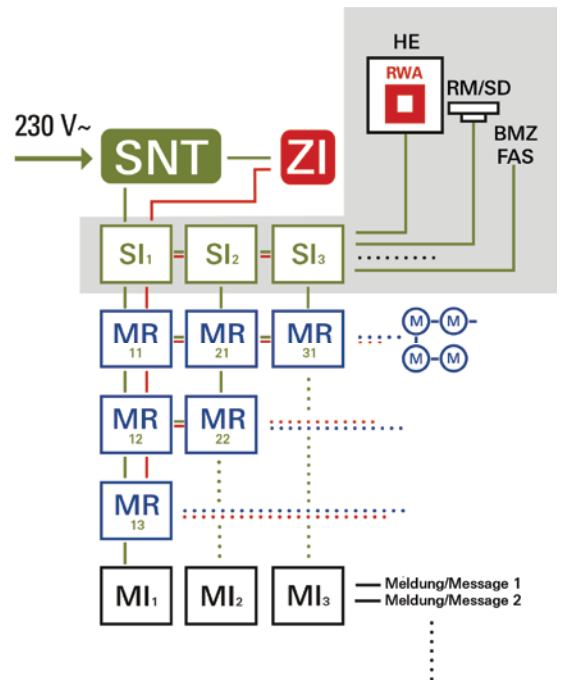 HE
RWA
RM/SD
BMZ
FAS
230 V~
SNT
ZI
SI₁ SI₂ SI₃
MR 11 MR 21 MR 31
M M
M M
MR 12 MR 22
MR 13
MI₁ MI₂ MI₃
Meldung/Message 1
Meldung/Message 2